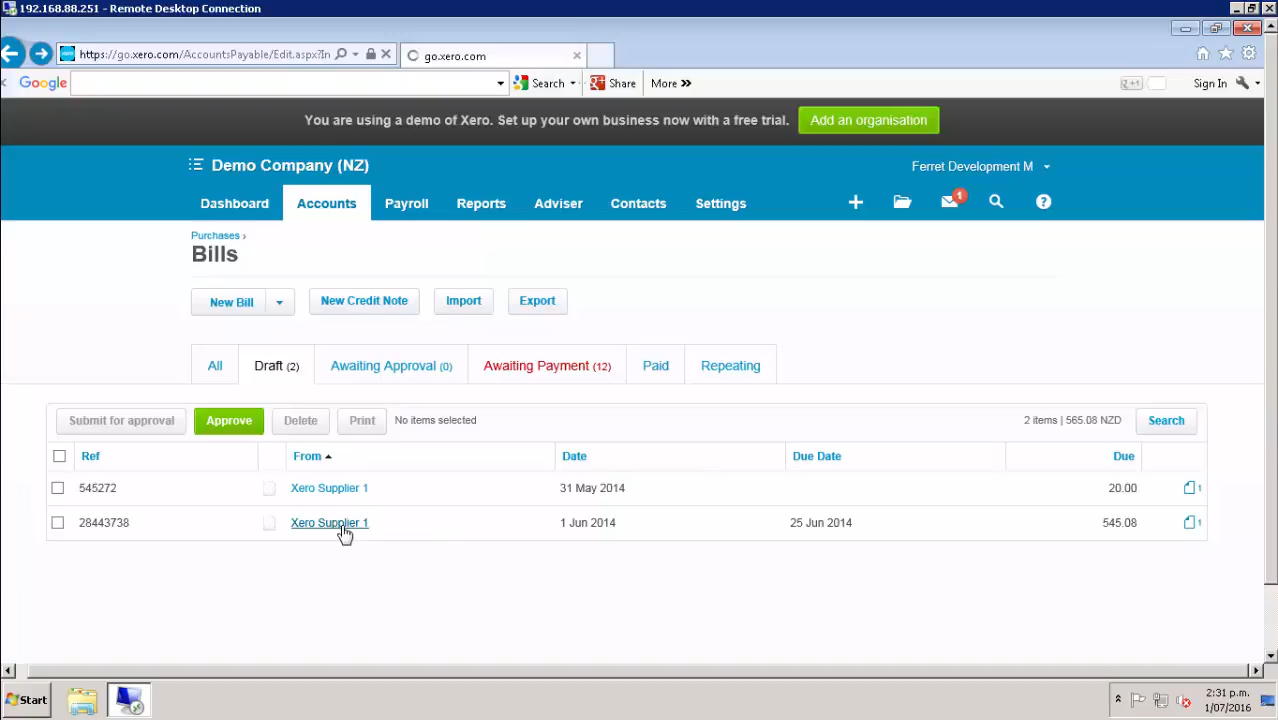 192.168.88.251 - Remote Desktop Connection
https://go.xero.com/AccountsPayable/Edit.aspx?In
go.xero.com
Google
Search
Share
More »
Sign In
You are using a demo of Xero. Set up your own business now with a free trial.
Add an organisation
Demo Company (NZ)
Ferret Development M
Dashboard Accounts Payroll Reports Adviser Contacts Settings
1
Purchases ›
Bills
New Bill
New Credit Note
Import
Export
All Draft (2) Awaiting Approval (0) Awaiting Payment (12) Paid Repeating
Submit for approval Approve Delete Print No items selected 2 items | 565.08 NZD Search
Ref From Date Due Date Due
545272 Xero Supplier 1 31 May 2014 20.00 1
28443738 Xero Supplier 1 1 Jun 2014 25 Jun 2014 545.08 1
Start
2:31 p.m.
1/07/2016